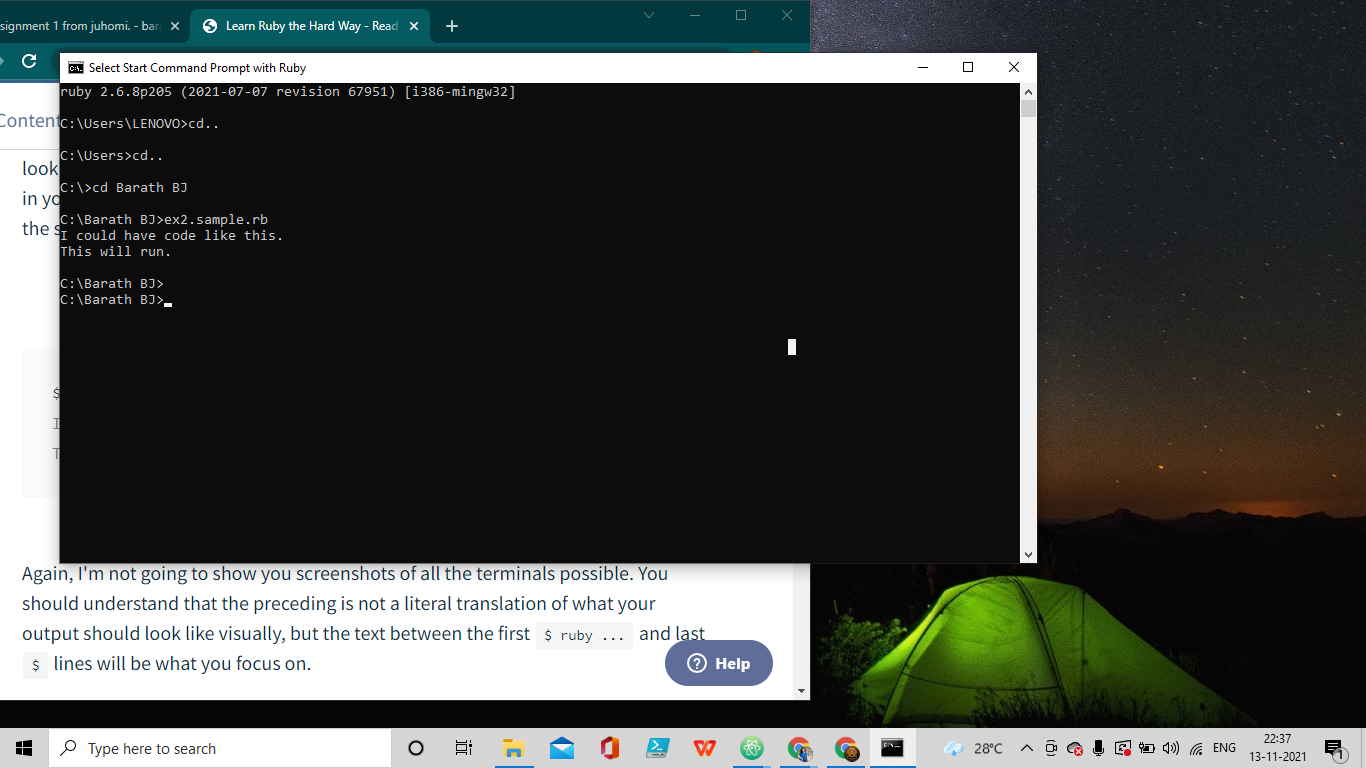 signment 1 from juhomi. - bar
Learn Ruby the Hard Way - Read
Select Start Command Prompt with Ruby
ruby 2.6.8p205 (2021-07-07 revision 67951) [i386-mingw32]
C:\Users\LENOVO>cd..
C:\Users>cd..
C:\>cd Barath BJ
C:\Barath BJ>ex2.sample.rb
I could have code like this.
This will run.
C:\Barath BJ>
C:\Barath BJ>
Content
look
in yo
the s
$
I
T
Again, I'm not going to show you screenshots of all the terminals possible. You
should understand that the preceding is not a literal translation of what your
output should look like visually, but the text between the first $ ruby ... and last
$ lines will be what you focus on.
Help
Type here to search
28°C
ENG
22:37
13-11-2021
1